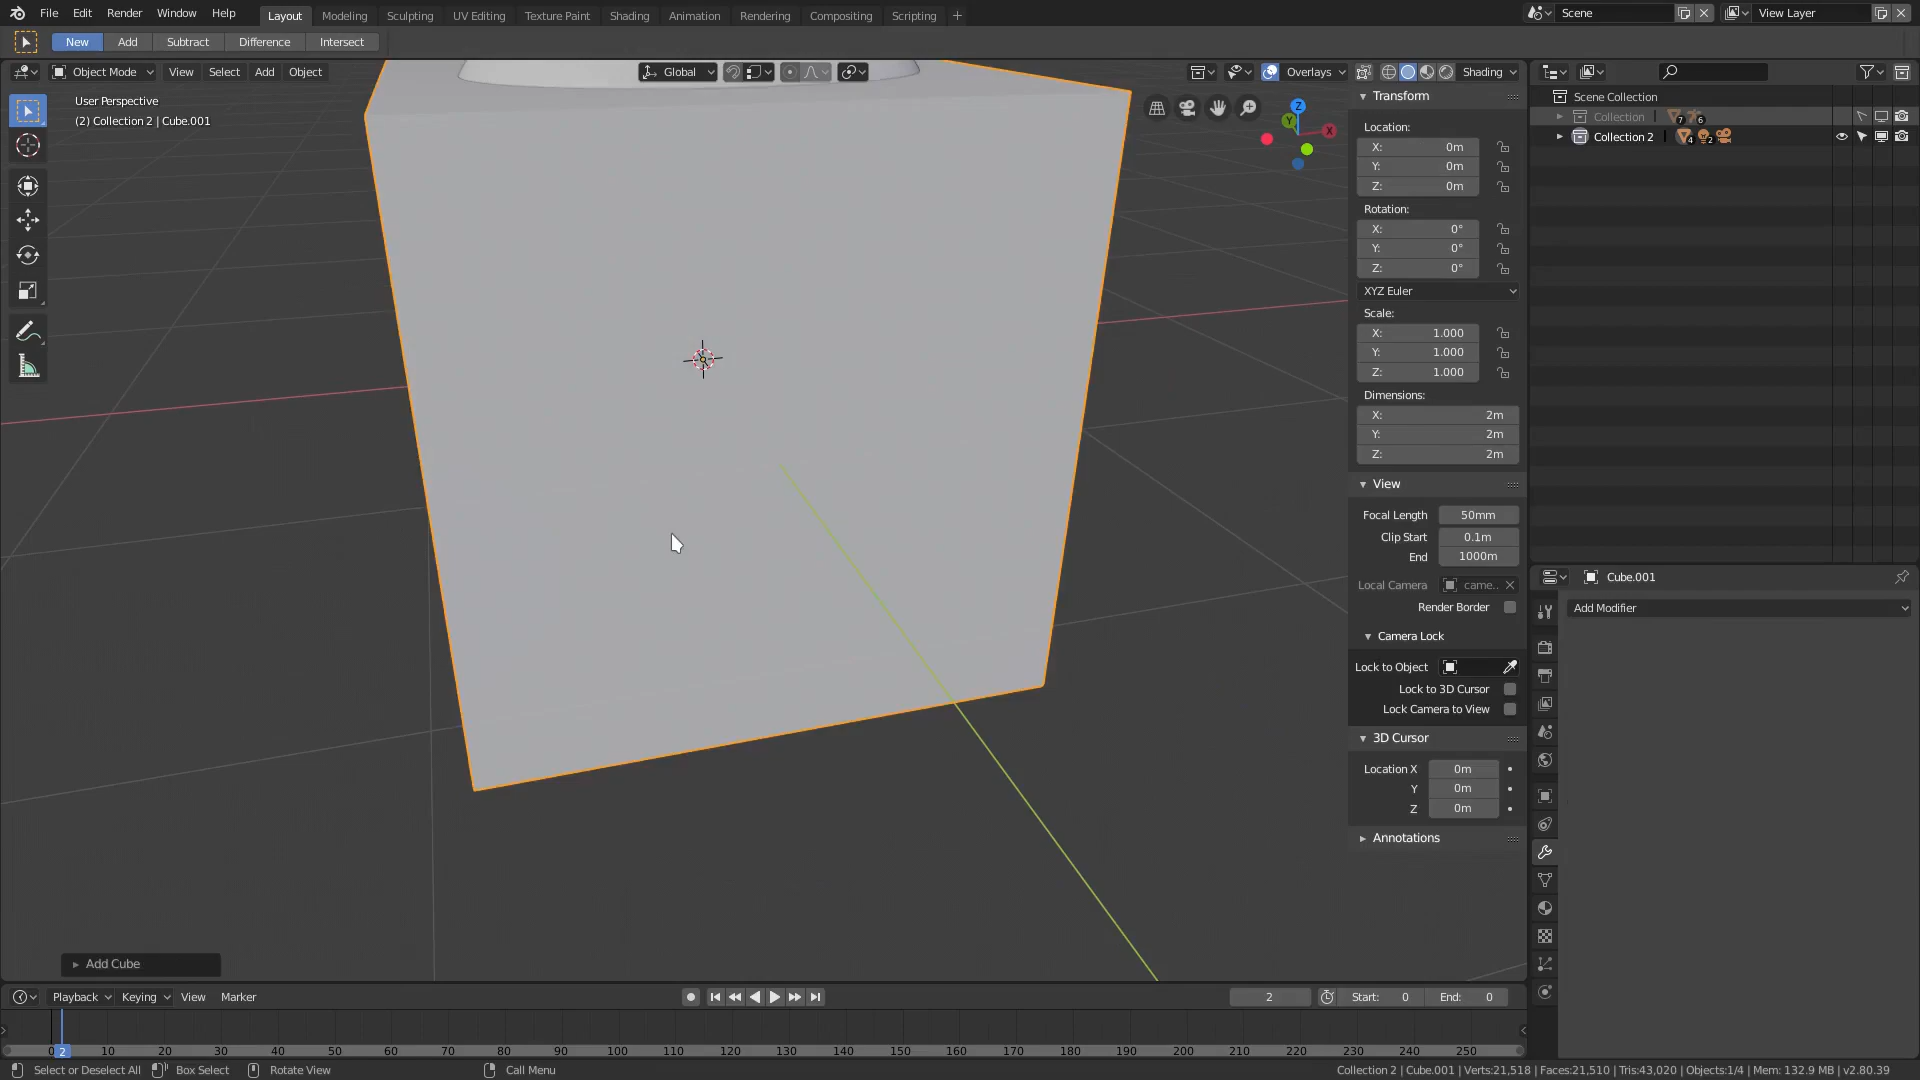 File Edit Render Window Help Layout Modeling Sculpting UV Editing Texture Paint Shading Animation Rendering Compositing Scripting + Scene View Layer
New Add Subtract Difference Intersect
Object Mode View Select Add Object Global Overlays Shading
User Perspective
(2) Collection 2 | Cube.001
Transform
Location:
X: 0m
Y: 0m
Z: 0m
Rotation:
X: 0°
Y: 0°
Z: 0°
XYZ Euler
Scale:
X: 1.000
Y: 1.000
Z: 1.000
Dimensions:
X: 2m
Y: 2m
Z: 2m
View
Focal Length 50mm
Clip Start 0.1m
End 1000m
Local Camera came..
Render Border
Camera Lock
Lock to Object
Lock to 3D Cursor
Lock Camera to View
3D Cursor
Location X 0m
Y 0m
Z 0m
Annotations
Z
Y
X
Scene Collection
Collection 7 6
Collection 2 4 2
Cube.001
Add Modifier
Add Cube
Playback Keying View Marker 2 Start: 0 End: 0
0 2 10 20 30 40 50 60 70 80 90 100 110 120 130 140 150 160 170 180 190 200 210 220 230 240 250
Select or Deselect All Box Select Rotate View Call Menu Collection 2 | Cube.001 | Verts:21,518 | Faces:21,510 | Tris:43,020 | Objects:1/4 | Mem: 132.9 MB | v2.80.39